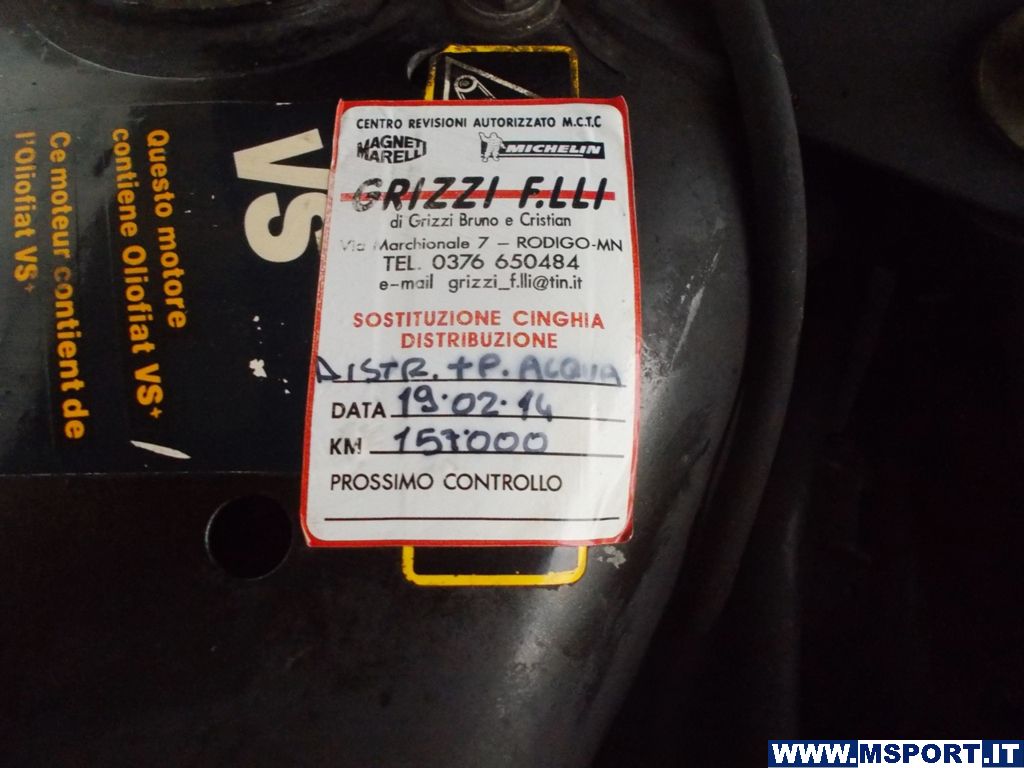 CENTRO REVISIONI AUTORIZZATO M.C.T.C
MAGNETI
MARELLI
MICHELIN
GRIZZI F.LLI
di Grizzi Bruno e Cristian
Via Marchionale 7 – RODIGO-MN
TEL. 0376 650484
e-mail grizzi_f.lli@tin.it
SOSTITUZIONE CINGHIA
DISTRIBUZIONE
DISTR. + P. ACQUA
DATA 19.02.14
KM 157.000
PROSSIMO CONTROLLO
VS
Questo motore
contiene Oliofiat VS+
Ce moteur contient de
l'Oliofiat VS+
WWW.MSPORT.IT